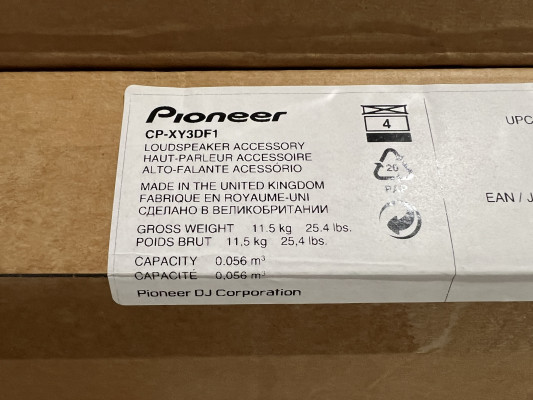 Pioneer
CP-XY3DF1
LOUDSPEAKER ACCESSORY
HAUT-PARLEUR ACCESSOIRE
ALTO-FALANTE ACESSÓRIO
MADE IN THE UNITED KINGDOM
FABRIQUE EN ROYAUME-UNI
СДЕЛАНО В ВЕЛИКОБРИТАНИИ
GROSS WEIGHT 11.5 kg 25.4 lbs.
POIDS BRUT 11,5 kg 25,4 lbs.
CAPACITY 0.056 m³
CAPACITÉ 0,056 m³
Pioneer DJ Corporation
4
20
PAP
UPC
EAN / J